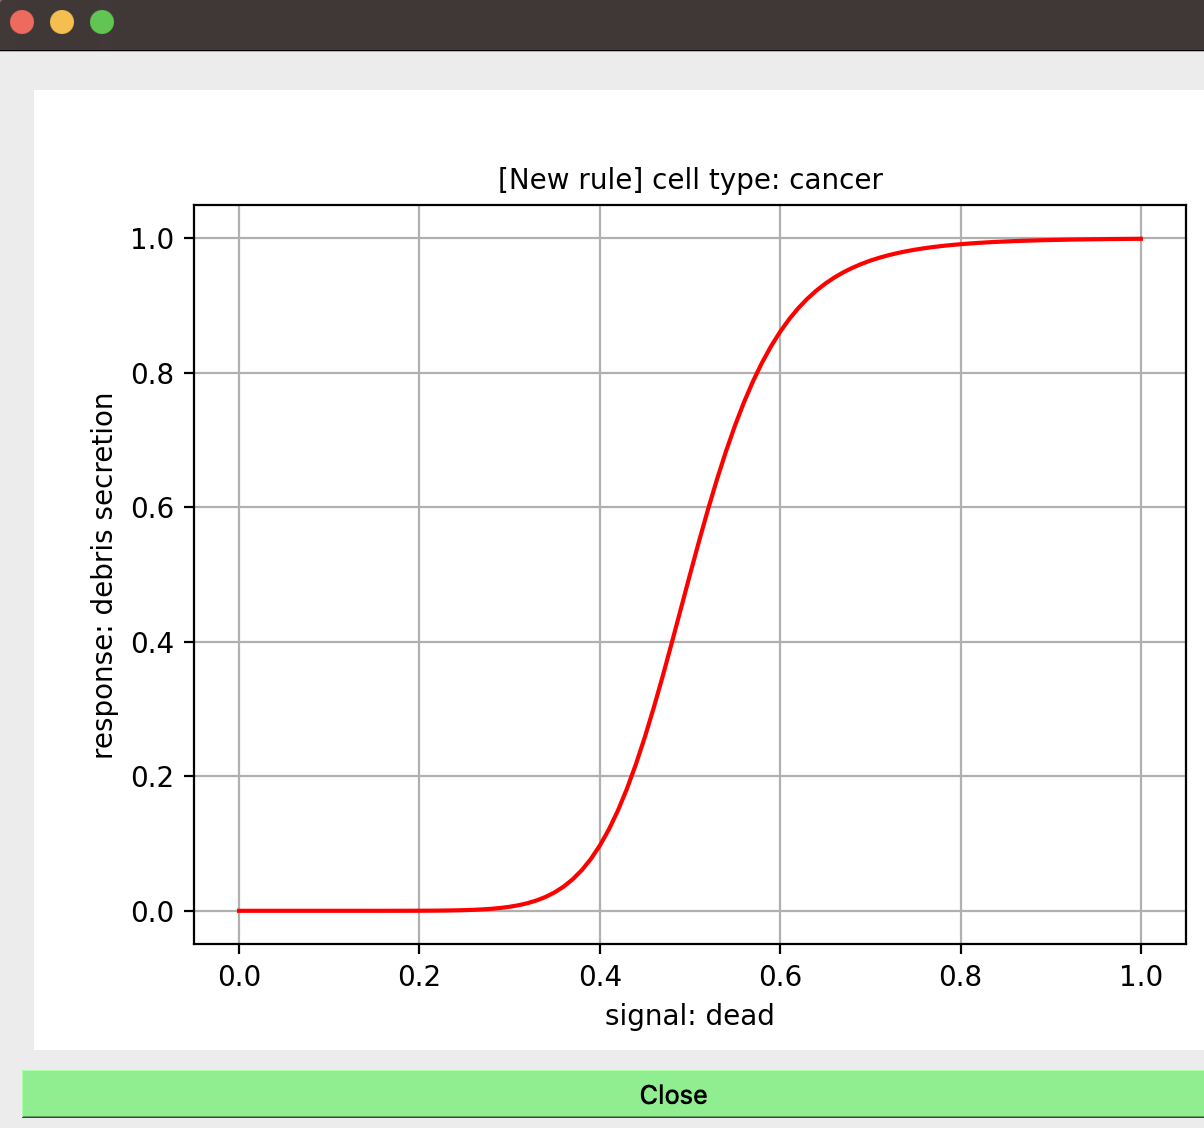 [New rule] cell type: cancer
1.0
0.8
0.6
0.4
0.2
0.0
response: debris secretion
0.0 0.2 0.4 0.6 0.8 1.0
signal: dead
Close